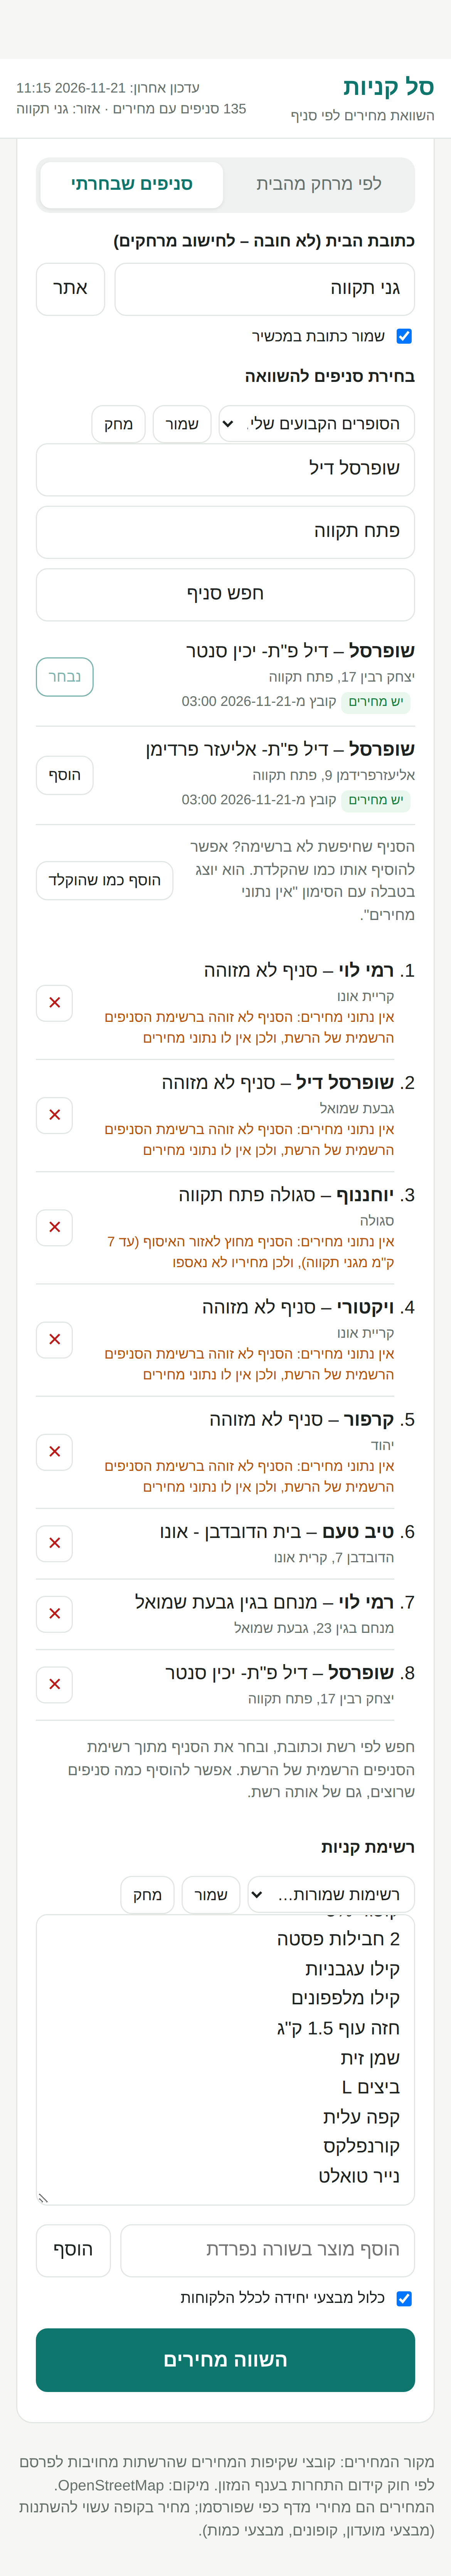 סל קניות
השוואת מחירים לפי סניף
עדכון אחרון: 2026-11-21 11:15
135 סניפים עם מחירים · אזור: גני תקווה
לפי מרחק מהבית
סניפים שבחרתי
כתובת הבית (לא חובה – לחישוב מרחקים)
גני תקווה
אתר
שמור כתובת במכשיר
בחירת סניפים להשוואה
הסופרים הקבועים שלי
שמור
מחק
שופרסל דיל
פתח תקווה
חפש סניף
שופרסל – דיל פ"ת- יכין סנטר
יצחק רבין 17, פתח תקווה
יש מחירים קובץ מ-2026-11-21 03:00
נבחר
שופרסל – דיל פ"ת- אליעזר פרדימן
אליעזרפרידמן 9, פתח תקווה
יש מחירים קובץ מ-2026-11-21 03:00
הוסף
הסניף שחיפשת לא ברשימה? אפשר
להוסיף אותו כמו שהקלדת. הוא יוצג
בטבלה עם הסימון "אין נתוני
מחירים".
הוסף כמו שהוקלד
1. רמי לוי – סניף לא מזוהה
קריית אונו
אין נתוני מחירים: הסניף לא זוהה ברשימת הסניפים
הרשמית של הרשת, ולכן אין לו נתוני מחירים
✕
2. שופרסל דיל – סניף לא מזוהה
גבעת שמואל
אין נתוני מחירים: הסניף לא זוהה ברשימת הסניפים
הרשמית של הרשת, ולכן אין לו נתוני מחירים
✕
3. יוחננוף – סגולה פתח תקווה
סגולה
אין נתוני מחירים: הסניף מחוץ לאזור האיסוף (עד 7
ק"מ מגני תקווה), ולכן מחיריו לא נאספו
✕
4. ויקטורי – סניף לא מזוהה
קריית אונו
אין נתוני מחירים: הסניף לא זוהה ברשימת הסניפים
הרשמית של הרשת, ולכן אין לו נתוני מחירים
✕
5. קרפור – סניף לא מזוהה
יהוד
אין נתוני מחירים: הסניף לא זוהה ברשימת הסניפים
הרשמית של הרשת, ולכן אין לו נתוני מחירים
✕
6. טיב טעם – בית הדובדבן - אונו
הדובדבן 7, קרית אונו
✕
7. רמי לוי – מנחם בגין גבעת שמואל
מנחם בגין 23, גבעת שמואל
✕
8. שופרסל – דיל פ"ת- יכין סנטר
יצחק רבין 17, פתח תקווה
✕
חפש לפי רשת וכתובת, ובחר את הסניף מתוך רשימת
הסניפים הרשמית של הרשת. אפשר להוסיף כמה סניפים
שרוצים, גם של אותה רשת.
רשימת קניות
רשימות שמורות...
שמור
מחק
2 חבילות פסטה
קילו עגבניות
קילו מלפפונים
חזה עוף 1.5 ק"ג
שמן זית
ביצים L
קפה עלית
קורנפלקס
נייר טואלט
הוסף מוצר בשורה נפרדת
הוסף
כלול מבצעי יחידה לכלל הלקוחות
השווה מחירים
מקור המחירים: קובצי שקיפות המחירים שהרשתות מחויבות לפרסם
לפי חוק קידום התחרות בענף המזון. מיקום: OpenStreetMap.
המחירים הם מחירי מדף כפי שפורסמו; מחיר בקופה עשוי להשתנות
(מבצעי מועדון, קופונים, מבצעי כמות).